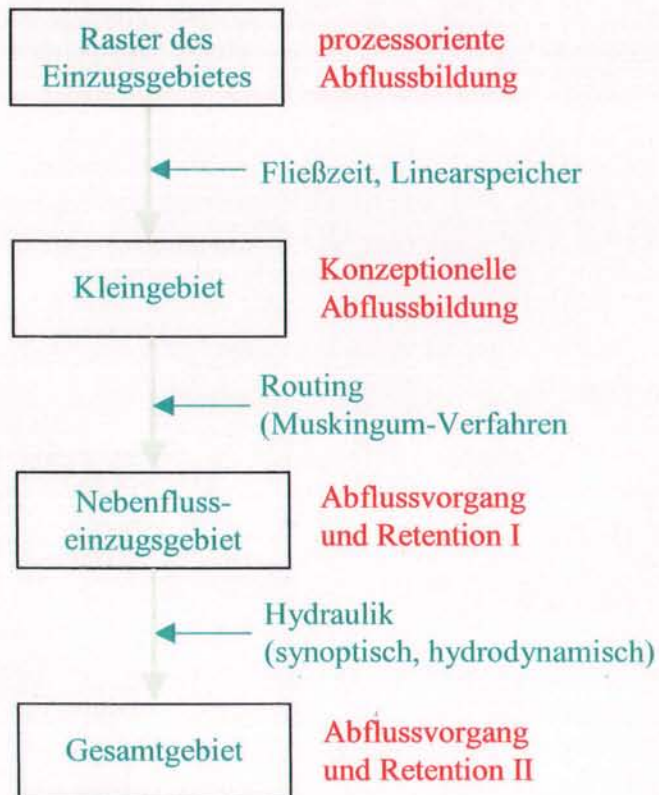 Raster des
Einzugsgebietes
prozessoriente
Abflussbildung
Fließzeit, Linearspeicher
Kleingebiet
Konzeptionelle
Abflussbildung
Routing
(Muskingum-Verfahren
Nebenfluss-
einzugsgebiet
Abflussvorgang
und Retention I
Hydraulik
(synoptisch, hydrodynamisch)
Gesamtgebiet
Abflussvorgang
und Retention II